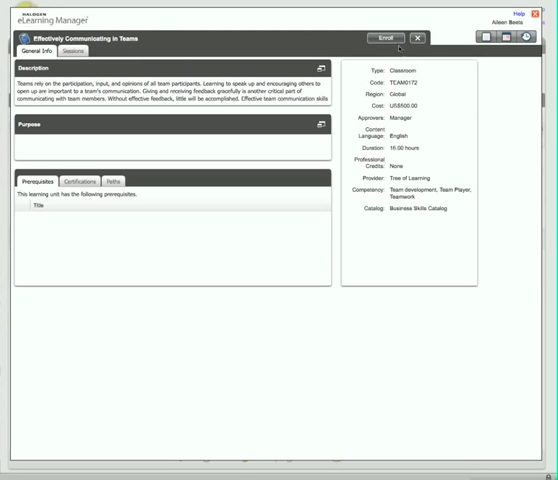 HALOGEN
eLearning Manager
Help
Aileen Bests
Effectively Communicating in Teams
Enroll
General Info
Sessions
Description
Teams rely on the participation, input, and opinions of all team participants. Learning to speak up and encouraging others to
open up are important to a team's communication. Giving and receiving feedback gracefully is another critical part of
communicating with team members. Without effective feedback, little will be accomplished. Effective team communication skills
Purpose
Prerequisites
Certifications
Paths
This learning unit has the following prerequisites.
Title
Type: Classroom
Code: TEAM0172
Region: Global
Cost: US$500.00
Approvers: Manager
Content
Language: English
Duration: 16.00 hours
Professional
Credits: None
Provider: Tree of Learning
Competency: Team development, Team Player,
Teamwork
Catalog: Business Skills Catalog